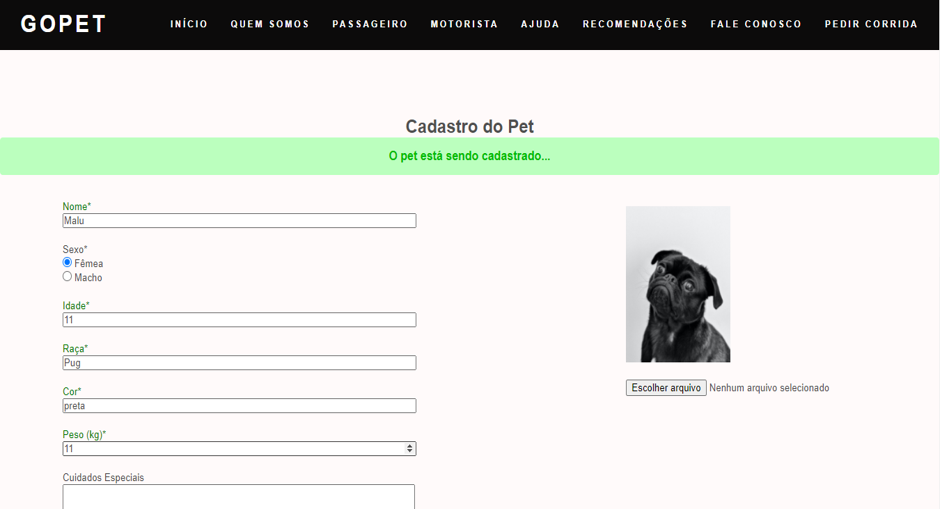 GOPET INÍCIO QUEM SOMOS PASSAGEIRO MOTORISTA AJUDA RECOMENDAÇÕES FALE CONOSCO PEDIR CORRIDA
Cadastro do Pet
O pet está sendo cadastrado...
Nome*
Malu
Sexo*
Fêmea
Macho
Idade*
11
Raça*
Pug
Cor*
preta
Peso (kg)*
11
Cuidados Especiais
Escolher arquivo Nenhum arquivo selecionado